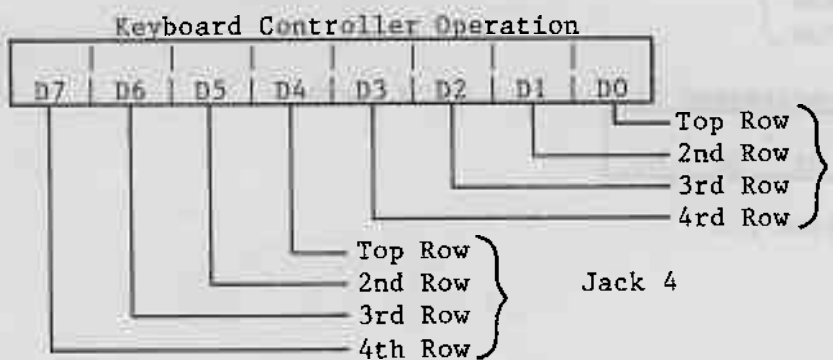 Keyboard Controller Operation
D7 D6 D5 D4 D3 D2 D1 D0
Top Row
2nd Row
3rd Row
4rd Row
Top Row
2nd Row Jack 4
3rd Row
4th Row